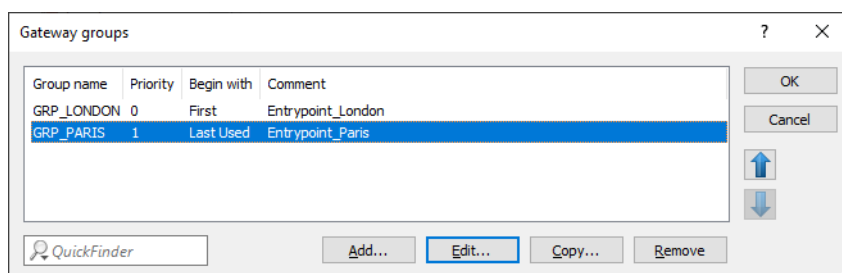 Gateway groups ? X
Group name Priority Begin with Comment
GRP_LONDON 0 First Entrypoint_London
GRP_PARIS 1 Last Used Entrypoint_Paris
OK
Cancel
QuickFinder
Add... Edit... Copy... Remove